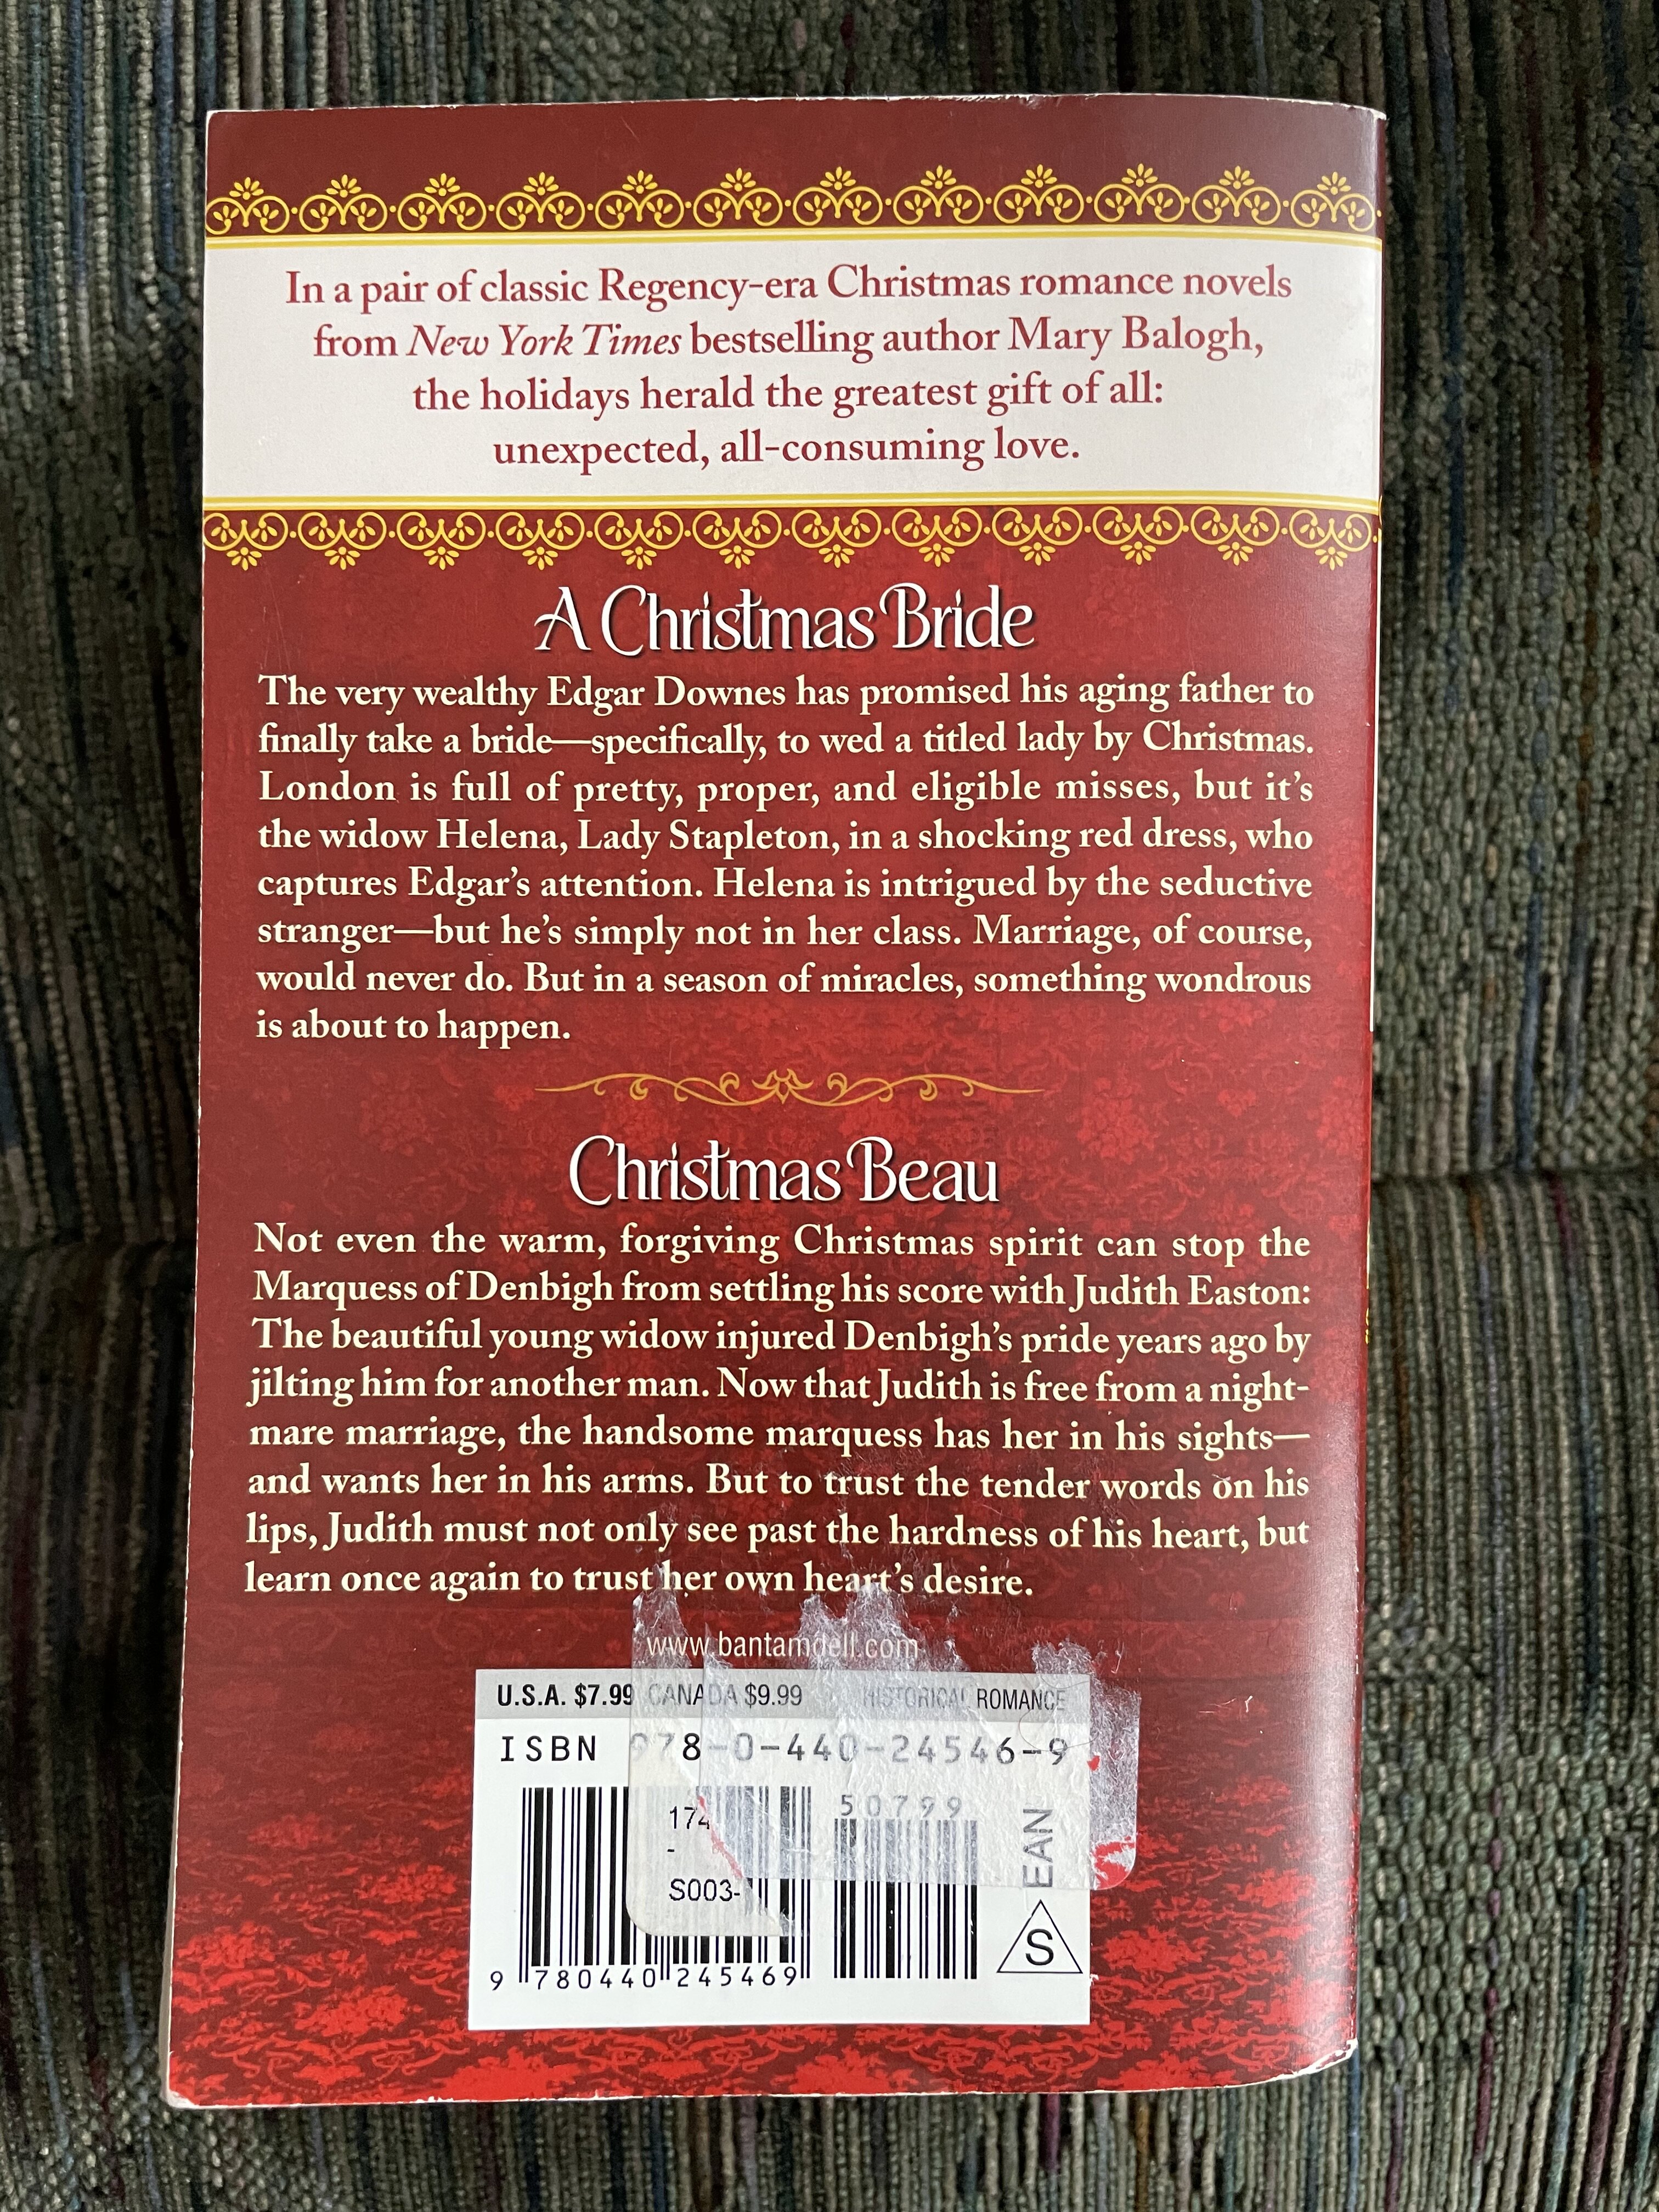 In a pair of classic Regency-era Christmas romance novels
from New York Times bestselling author Mary Balogh,
the holidays herald the greatest gift of all:
unexpected, all-consuming love.
A Christmas Bride
The very wealthy Edgar Downes has promised his aging father to
finally take a bride—specifically, to wed a titled lady by Christmas.
London is full of pretty, proper, and eligible misses, but it's
the widow Helena, Lady Stapleton, in a shocking red dress, who
captures Edgar's attention. Helena is intrigued by the seductive
stranger—but he's simply not in her class. Marriage, of course,
would never do. But in a season of miracles, something wondrous
is about to happen.
Christmas Beau
Not even the warm, forgiving Christmas spirit can stop the
Marquess of Denbigh from settling his score with Judith Easton:
The beautiful young widow injured Denbigh's pride years ago by
jilting him for another man. Now that Judith is free from a night-
mare marriage, the handsome marquess has her in his sights—
and wants her in his arms. But to trust the tender words on his
lips, Judith must not only see past the hardness of his heart, but
learn once again to trust her own heart's desire.
www.bantamdell.com
U.S.A. $7.99 CANADA $9.99 HISTORICAL ROMANCE
ISBN 978-0-440-24546-9
50799
174
-
S003-
EAN
S
9 780440 245469